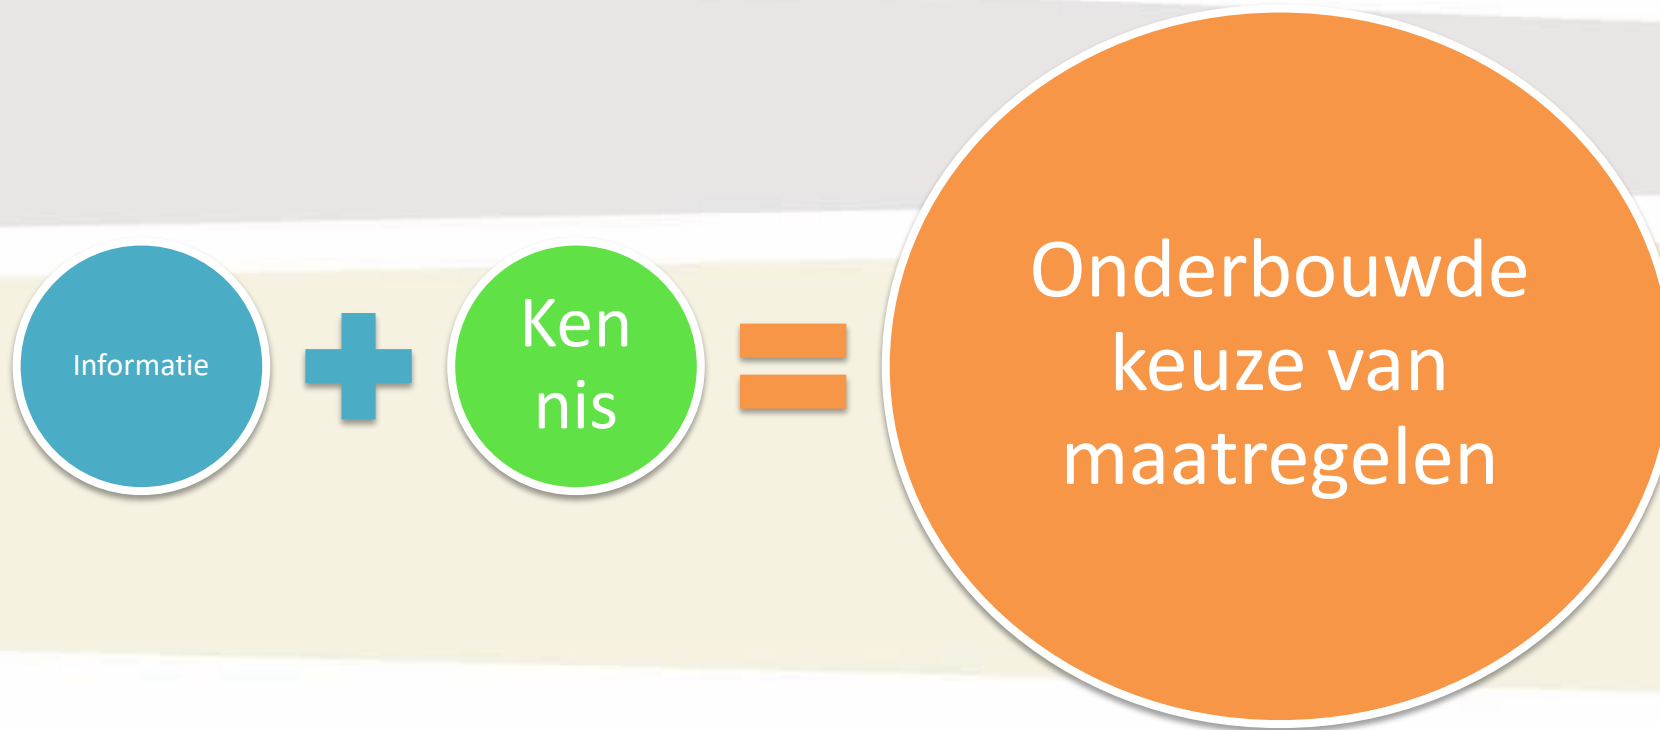 Informatie
Ken
nis
Onderbouwde
keuze van
maatregelen